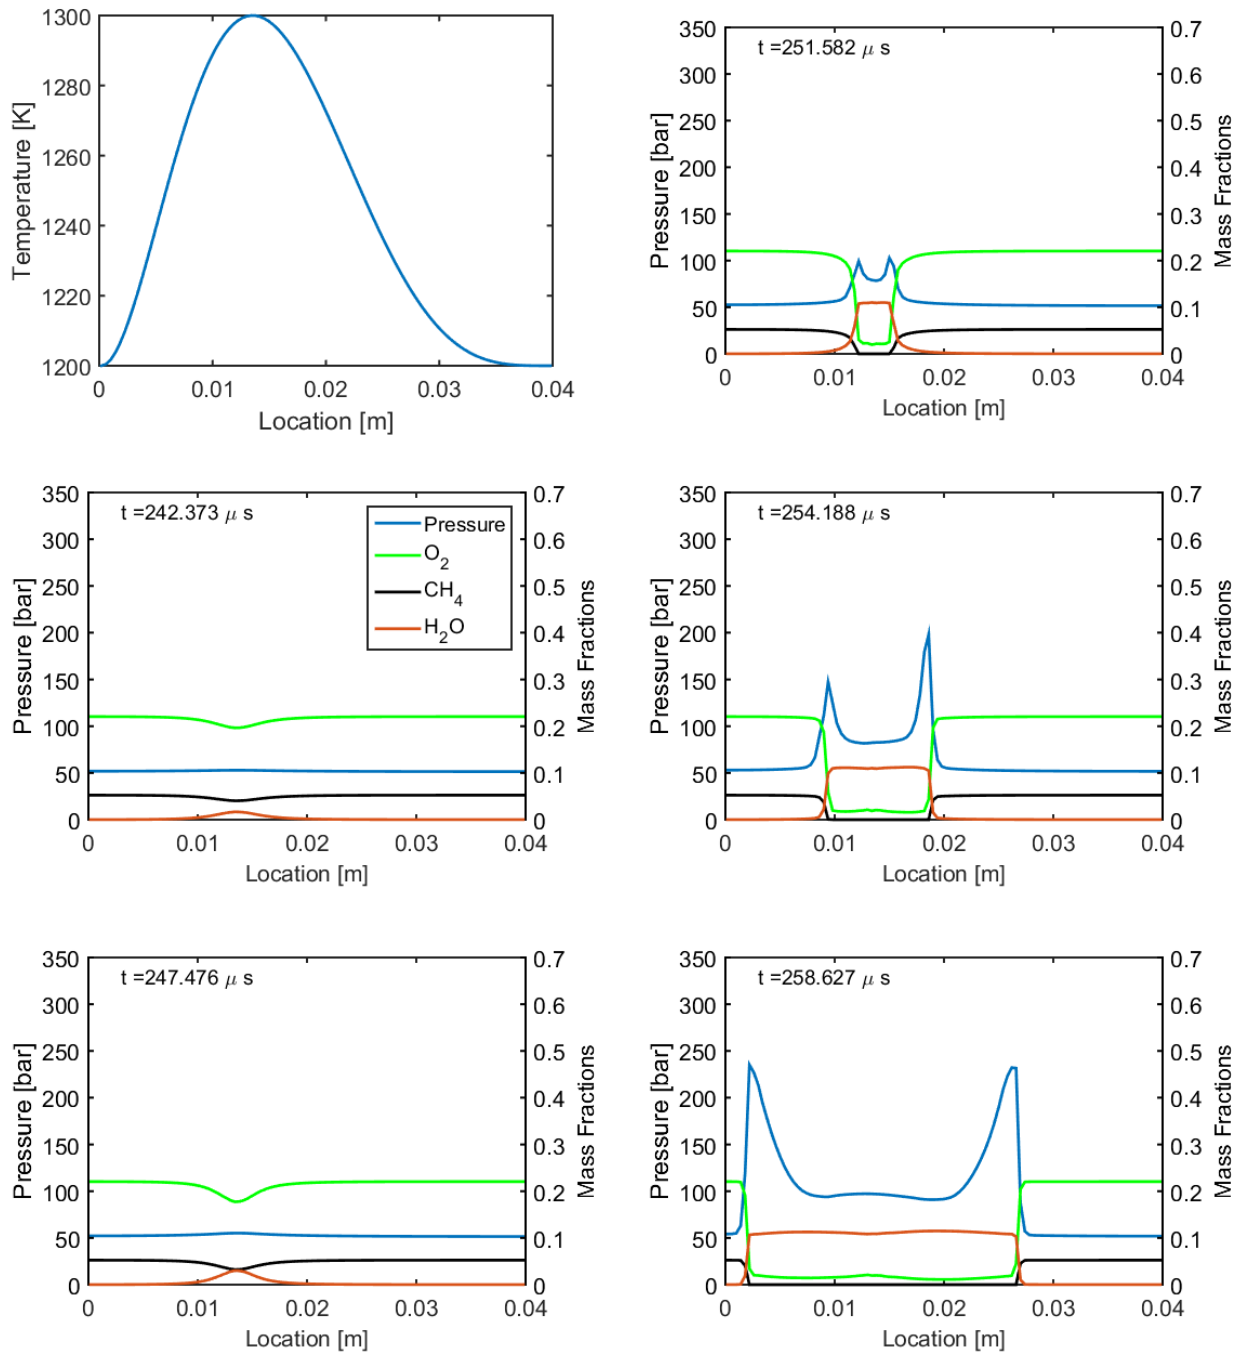 1300
1280
1260
1240
1220
1200
Temperature [K]
0 0.01 0.02 0.03 0.04
Location [m]
t =251.582 μ s
350
300
250
200
150
100
50
0
Pressure [bar]
0.7
0.6
0.5
0.4
0.3
0.2
0.1
0
Mass Fractions
0 0.01 0.02 0.03 0.04
Location [m]
t =242.373 μ s
Pressure
O2
CH4
H2O
350
300
250
200
150
100
50
0
Pressure [bar]
0.7
0.6
0.5
0.4
0.3
0.2
0.1
0
Mass Fractions
0 0.01 0.02 0.03 0.04
Location [m]
t =254.188 μ s
350
300
250
200
150
100
50
0
Pressure [bar]
0.7
0.6
0.5
0.4
0.3
0.2
0.1
0
Mass Fractions
0 0.01 0.02 0.03 0.04
Location [m]
t =247.476 μ s
350
300
250
200
150
100
50
0
Pressure [bar]
0.7
0.6
0.5
0.4
0.3
0.2
0.1
0
Mass Fractions
0 0.01 0.02 0.03 0.04
Location [m]
t =258.627 μ s
350
300
250
200
150
100
50
0
Pressure [bar]
0.7
0.6
0.5
0.4
0.3
0.2
0.1
0
Mass Fractions
0 0.01 0.02 0.03 0.04
Location [m]